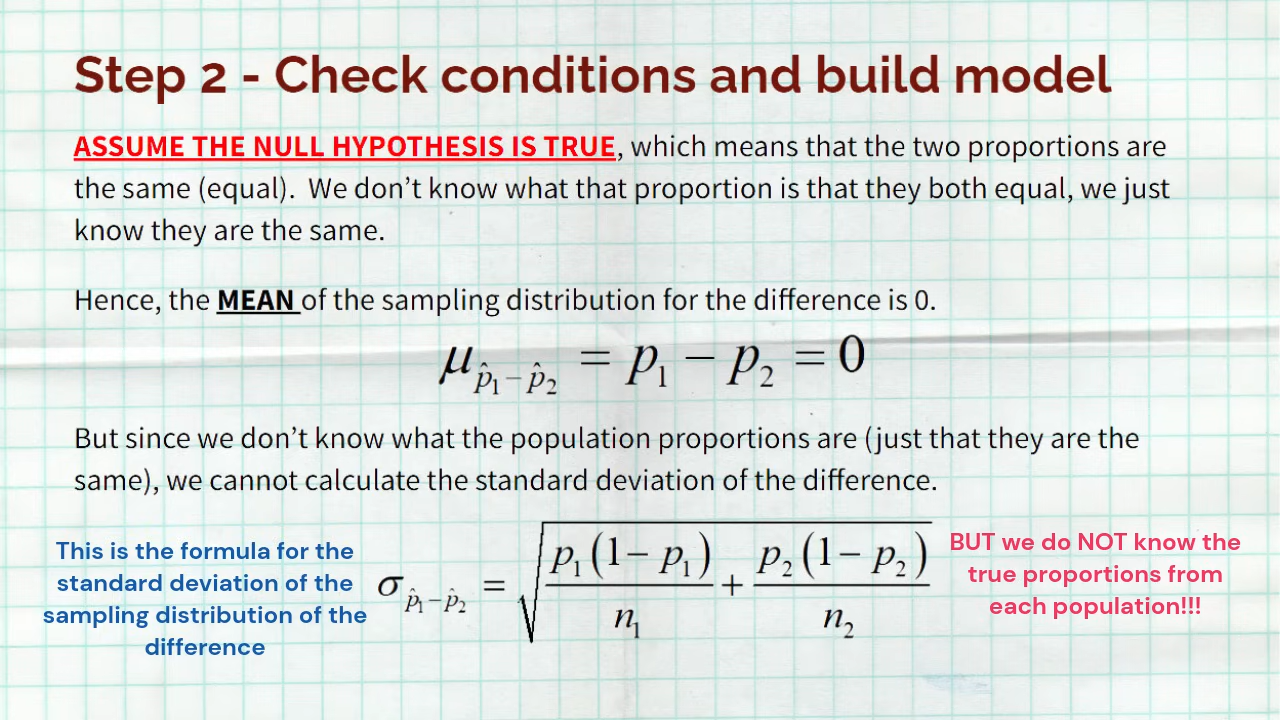 Step 2 - Check conditions and build model
ASSUME THE NULL HYPOTHESIS IS TRUE, which means that the two proportions are
the same (equal).  We don’t know what that proportion is that they both equal, we just
know they are the same.
Hence, the MEAN of the sampling distribution for the difference is 0.
μ_{p̂₁−p̂₂} = p₁ − p₂ = 0
But since we don’t know what the population proportions are (just that they are the
same), we cannot calculate the standard deviation of the difference.
This is the formula for the
standard deviation of the
sampling distribution of the
difference
σ_{p̂₁−p̂₂} = √(p₁(1− p₁)/n₁ + p₂(1− p₂)/n₂)
BUT we do NOT know the
true proportions from
each population!!!